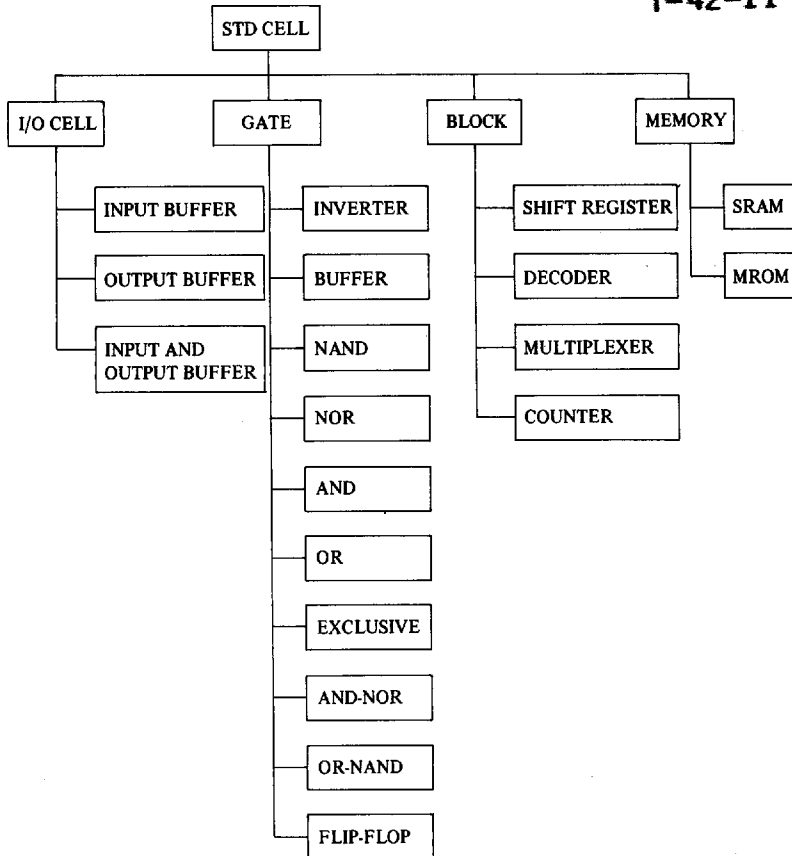 STD CELL
I/O CELL
GATE
BLOCK
MEMORY
INPUT BUFFER
OUTPUT BUFFER
INPUT AND
OUTPUT BUFFER
INVERTER
BUFFER
NAND
NOR
AND
OR
EXCLUSIVE
AND-NOR
OR-NAND
FLIP-FLOP
SHIFT REGISTER
DECODER
MULTIPLEXER
COUNTER
SRAM
MROM